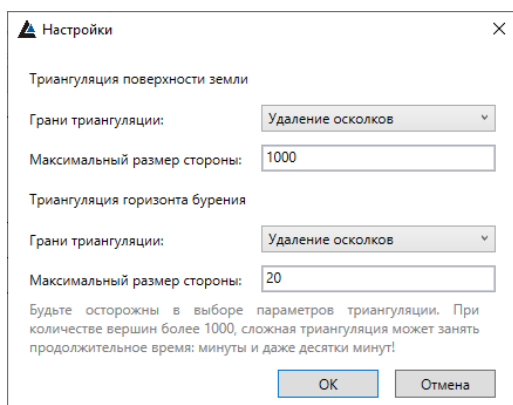 Настройки
Триангуляция поверхности земли
Грани триангуляции: Удаление осколков
Максимальный размер стороны: 1000
Триангуляция горизонта бурения
Грани триангуляции: Удаление осколков
Максимальный размер стороны: 20
Будьте осторожны в выборе параметров триангуляции. При
количестве вершин более 1000, сложная триангуляция может занять
продолжительное время: минуты и даже десятки минут!
ОК Отмена